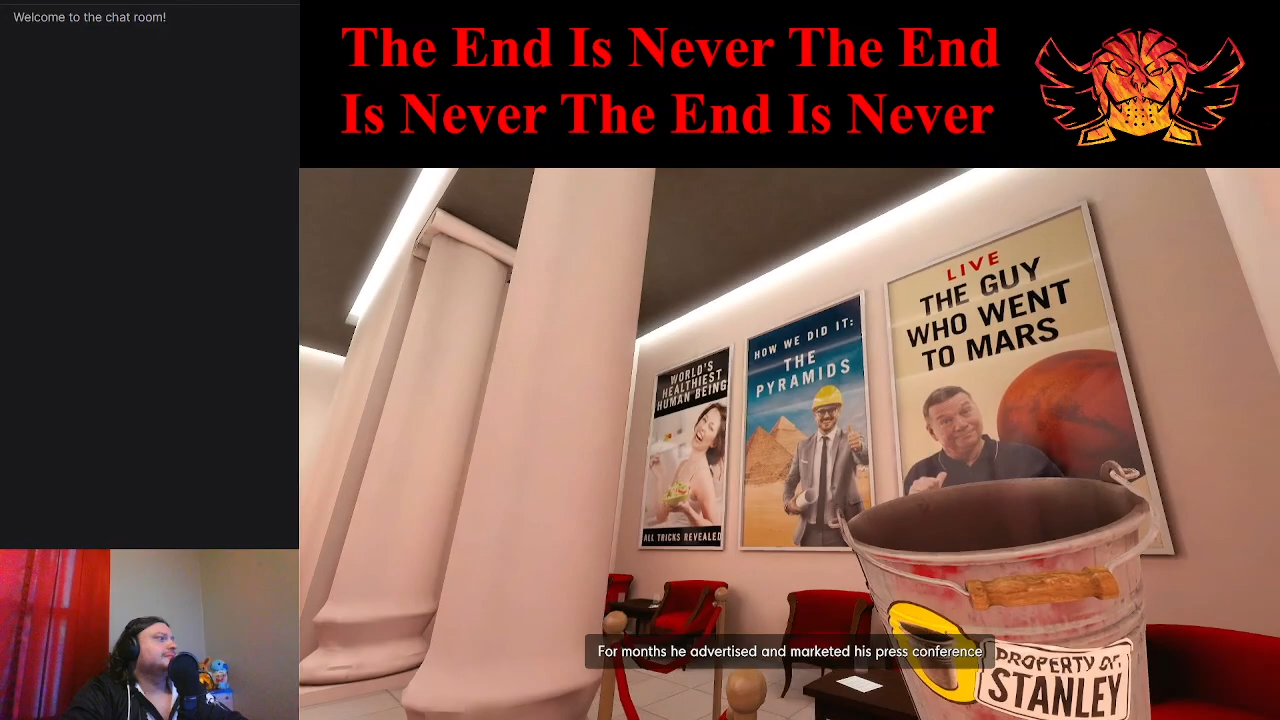 Welcome to the chat room!
The End Is Never The End
Is Never The End Is Never
WORLD'S
HEALTHIEST
HUMAN BEING
ALL TRICKS REVEALED
HOW WE DID IT:
THE
PYRAMIDS
LIVE
THE GUY
WHO WENT
TO MARS
For months he advertised and marketed his press conference
PROPERTY OF:
STANLEY